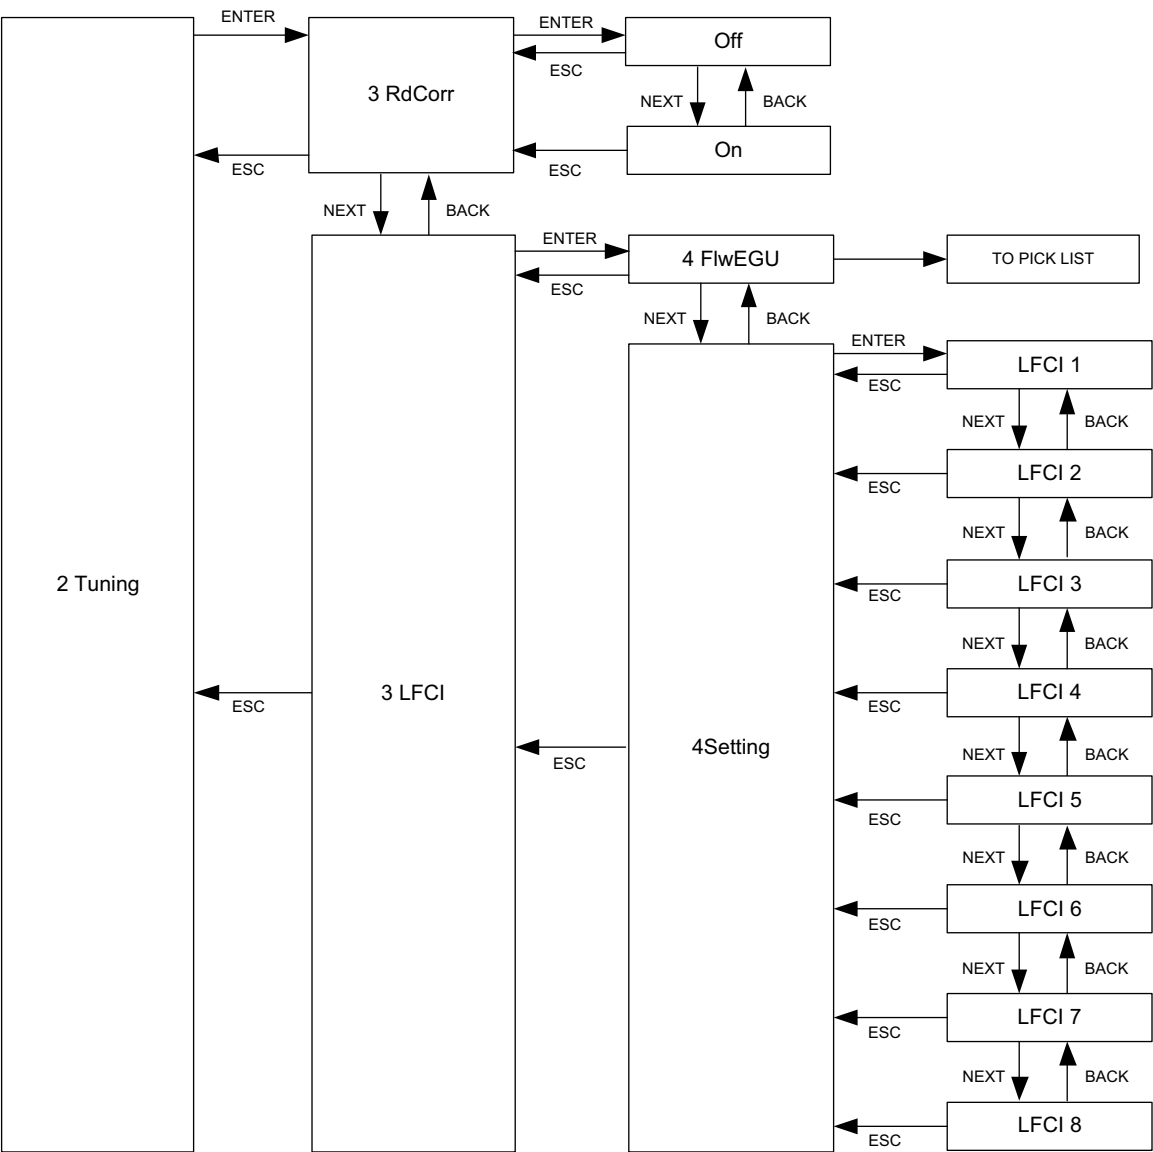 ENTER
ENTER
Off
ESC
3 RdCorr
NEXT
BACK
On
ESC
ESC
NEXT
BACK
ENTER
4 FlwEGU
TO PICK LIST
ESC
NEXT
BACK
ENTER
LFCI 1
ESC
NEXT
BACK
LFCI 2
ESC
NEXT
BACK
2 Tuning
LFCI 3
ESC
NEXT
BACK
3 LFCI
LFCI 4
ESC
ESC
4Setting
NEXT
BACK
ESC
LFCI 5
ESC
NEXT
BACK
LFCI 6
ESC
NEXT
BACK
LFCI 7
ESC
NEXT
BACK
LFCI 8
ESC